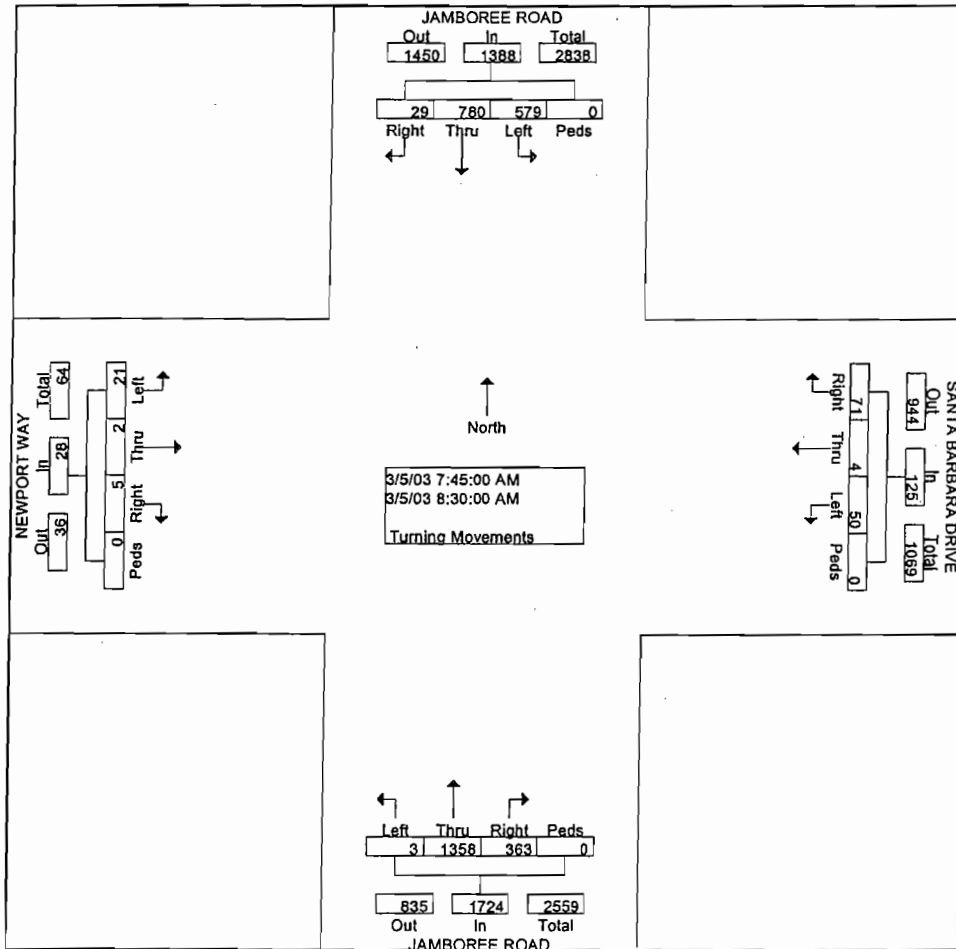 JAMBOREE ROAD
Out In Total
1450 1388 2838
29 780 579 0
Right Thru Left Peds
NEWPORT WAY
Total In Out
64 28 36
21 2 5 0
Left Thru Right Peds
North
3/5/03 7:45:00 AM
3/5/03 8:30:00 AM
Turning Movements
Right Thru Left Peds
71 4 50 0
944 125 1069
Out In Total
SANTA BARBARA DRIVE
Left Thru Right Peds
3 1358 363 0
835 1724 2559
Out In Total
JAMBOREE ROAD